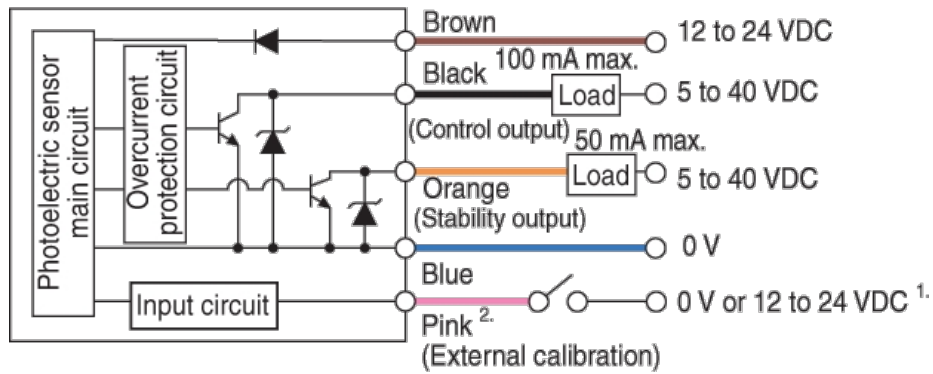 Photoelectric sensor
main circuit
Overcurrent
protection circuit
Input circuit
Brown
12 to 24 VDC
100 mA max.
Black
Load
5 to 40 VDC
(Control output)
50 mA max.
Load
5 to 40 VDC
Orange
(Stability output)
0 V
Blue
0 V or 12 to 24 VDC 1.
Pink 2.
(External calibration)